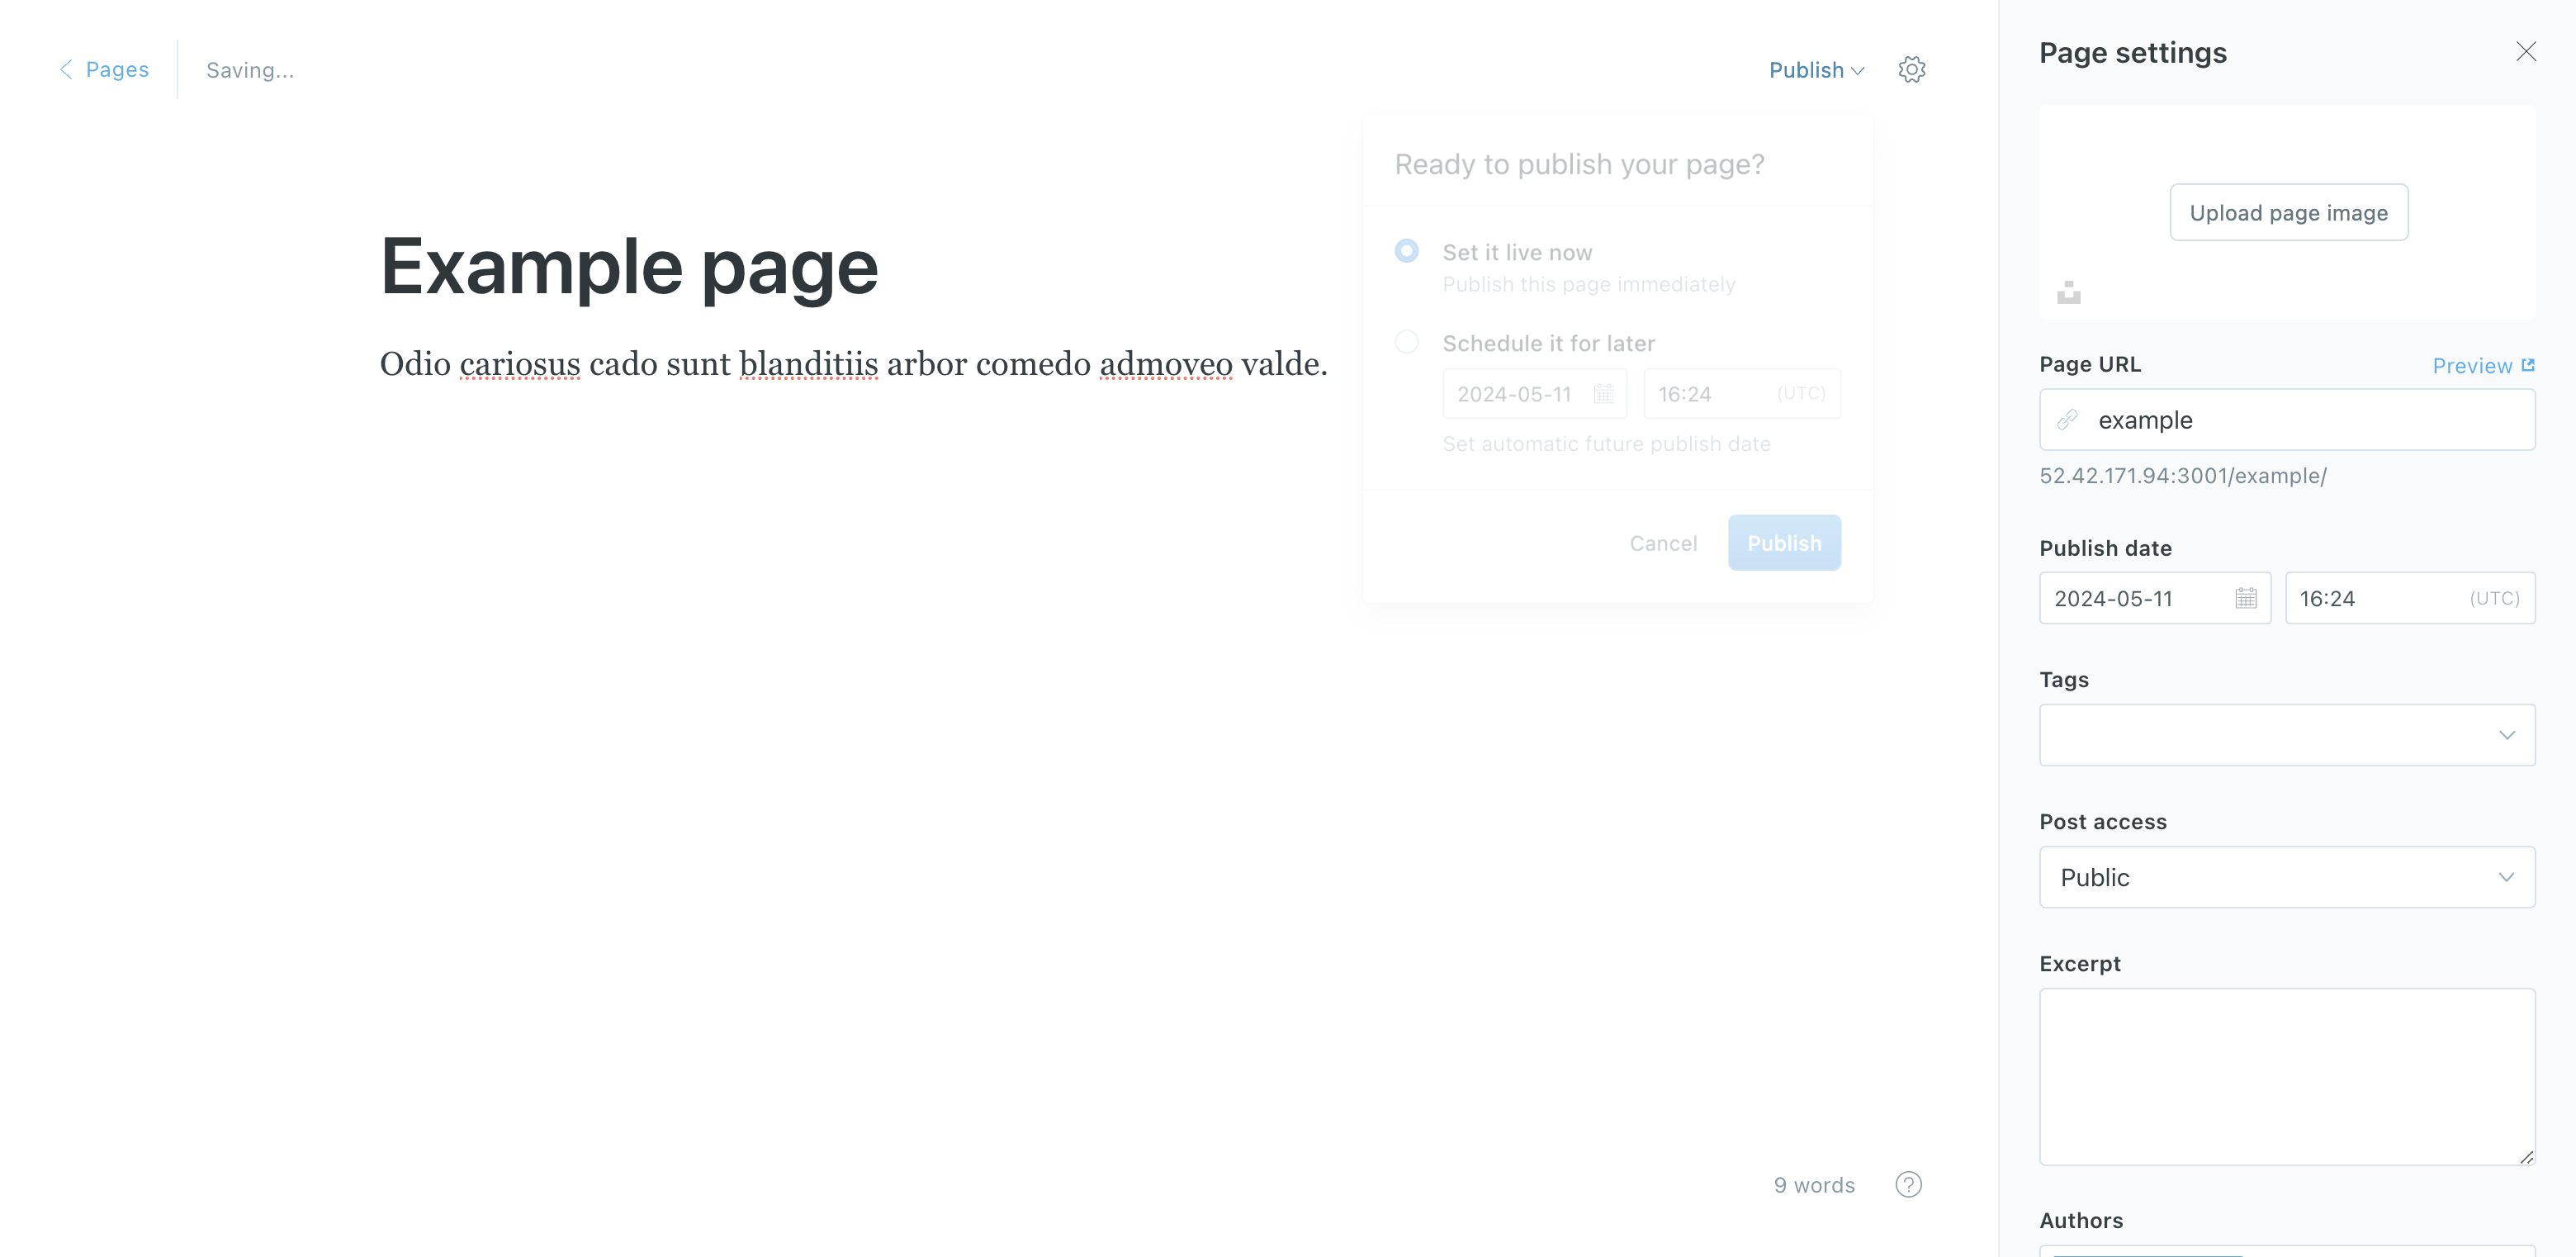 Pages
Saving...
Publish
Example page
Odio cariosus cado sunt blanditiis arbor comedo admoveo valde.
Ready to publish your page?
Set it live now
Publish this page immediately
Schedule it for later
2024-05-11
16:24
(UTC)
Set automatic future publish date
Cancel
Publish
9 words
?
Page settings
Upload page image
Page URL
Preview
example
52.42.171.94:3001/example/
Publish date
2024-05-11
16:24
(UTC)
Tags
Post access
Public
Excerpt
Authors